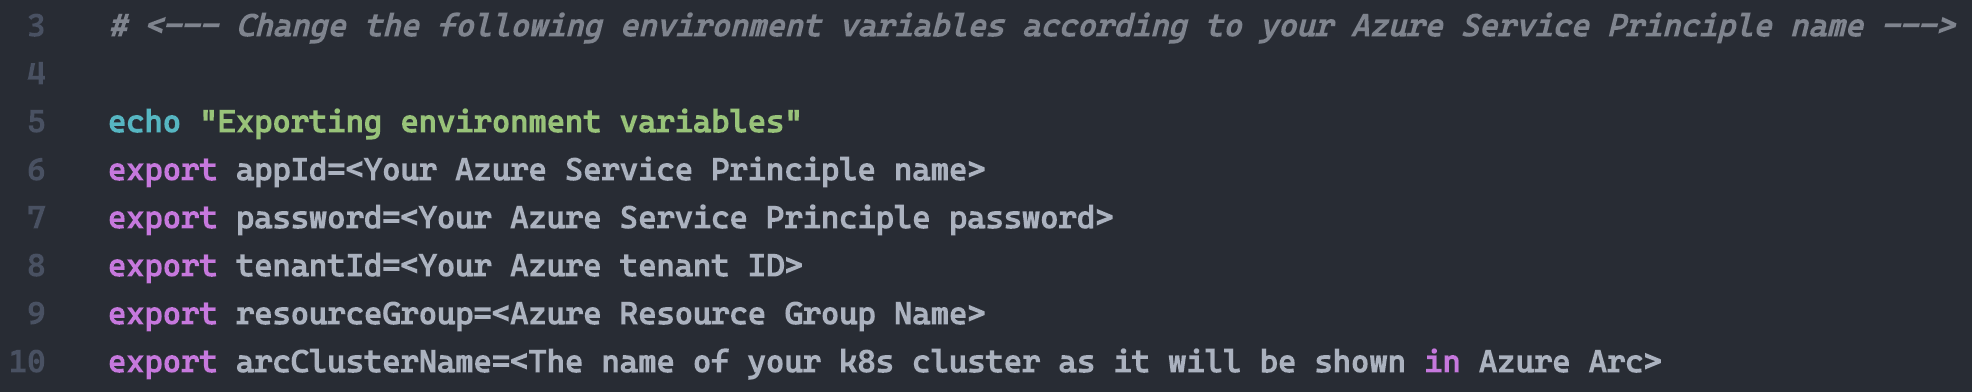 3 # <--- Change the following environment variables according to your Azure Service Principle name --->
4
5 echo "Exporting environment variables"
6 export appId=<Your Azure Service Principle name>
7 export password=<Your Azure Service Principle password>
8 export tenantId=<Your Azure tenant ID>
9 export resourceGroup=<Azure Resource Group Name>
10 export arcClusterName=<The name of your k8s cluster as it will be shown in Azure Arc>